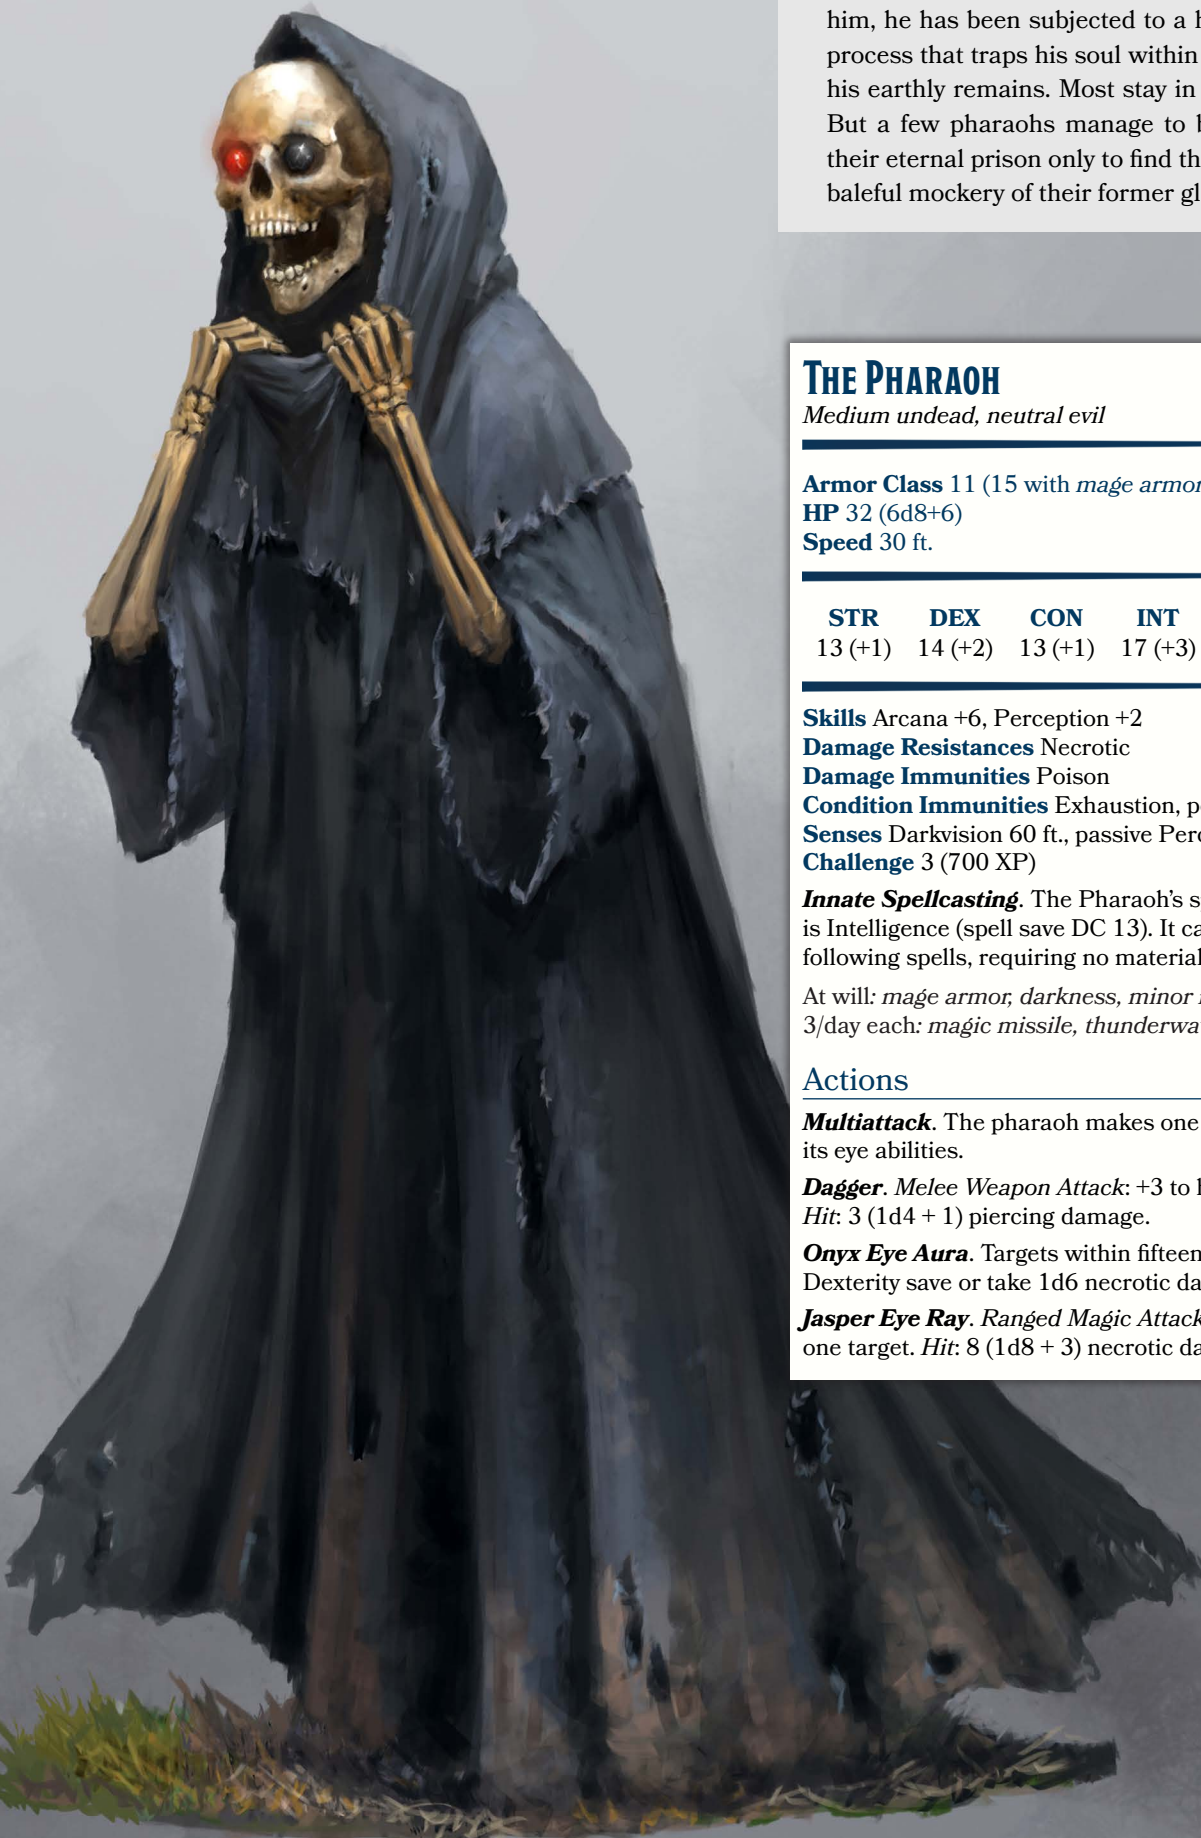 him, he has been subjected to a
process that traps his soul within
his earthly remains. Most stay in
But a few pharaohs manage to
their eternal prison only to find
baleful mockery of their former
THE PHARAOH
Medium undead, neutral evil
Armor Class 11 (15 with mage armor
HP 32 (6d8+6)
Speed 30 ft.
STR DEX CON INT
13 (+1) 14 (+2) 13 (+1) 17 (+3)
Skills Arcana +6, Perception +2
Damage Resistances Necrotic
Damage Immunities Poison
Condition Immunities Exhaustion,
Senses Darkvision 60 ft., passive
Challenge 3 (700 XP)
Innate Spellcasting. The Pharaoh's
is Intelligence (spell save DC 13). It
following spells, requiring no material
At will: mage armor, darkness, minor
3/day each: magic missile,
Actions
Multiattack. The pharaoh makes one
its eye abilities.
Dagger. Melee Weapon Attack: +3 to
Hit: 3 (1d4 + 1) piercing damage.
Onyx Eye Aura. Targets within fifteen
Dexterity save or take 1d6 necrotic
Jasper Eye Ray. Ranged Magic Attack
one target. Hit: 8 (1d8 + 3) necrotic